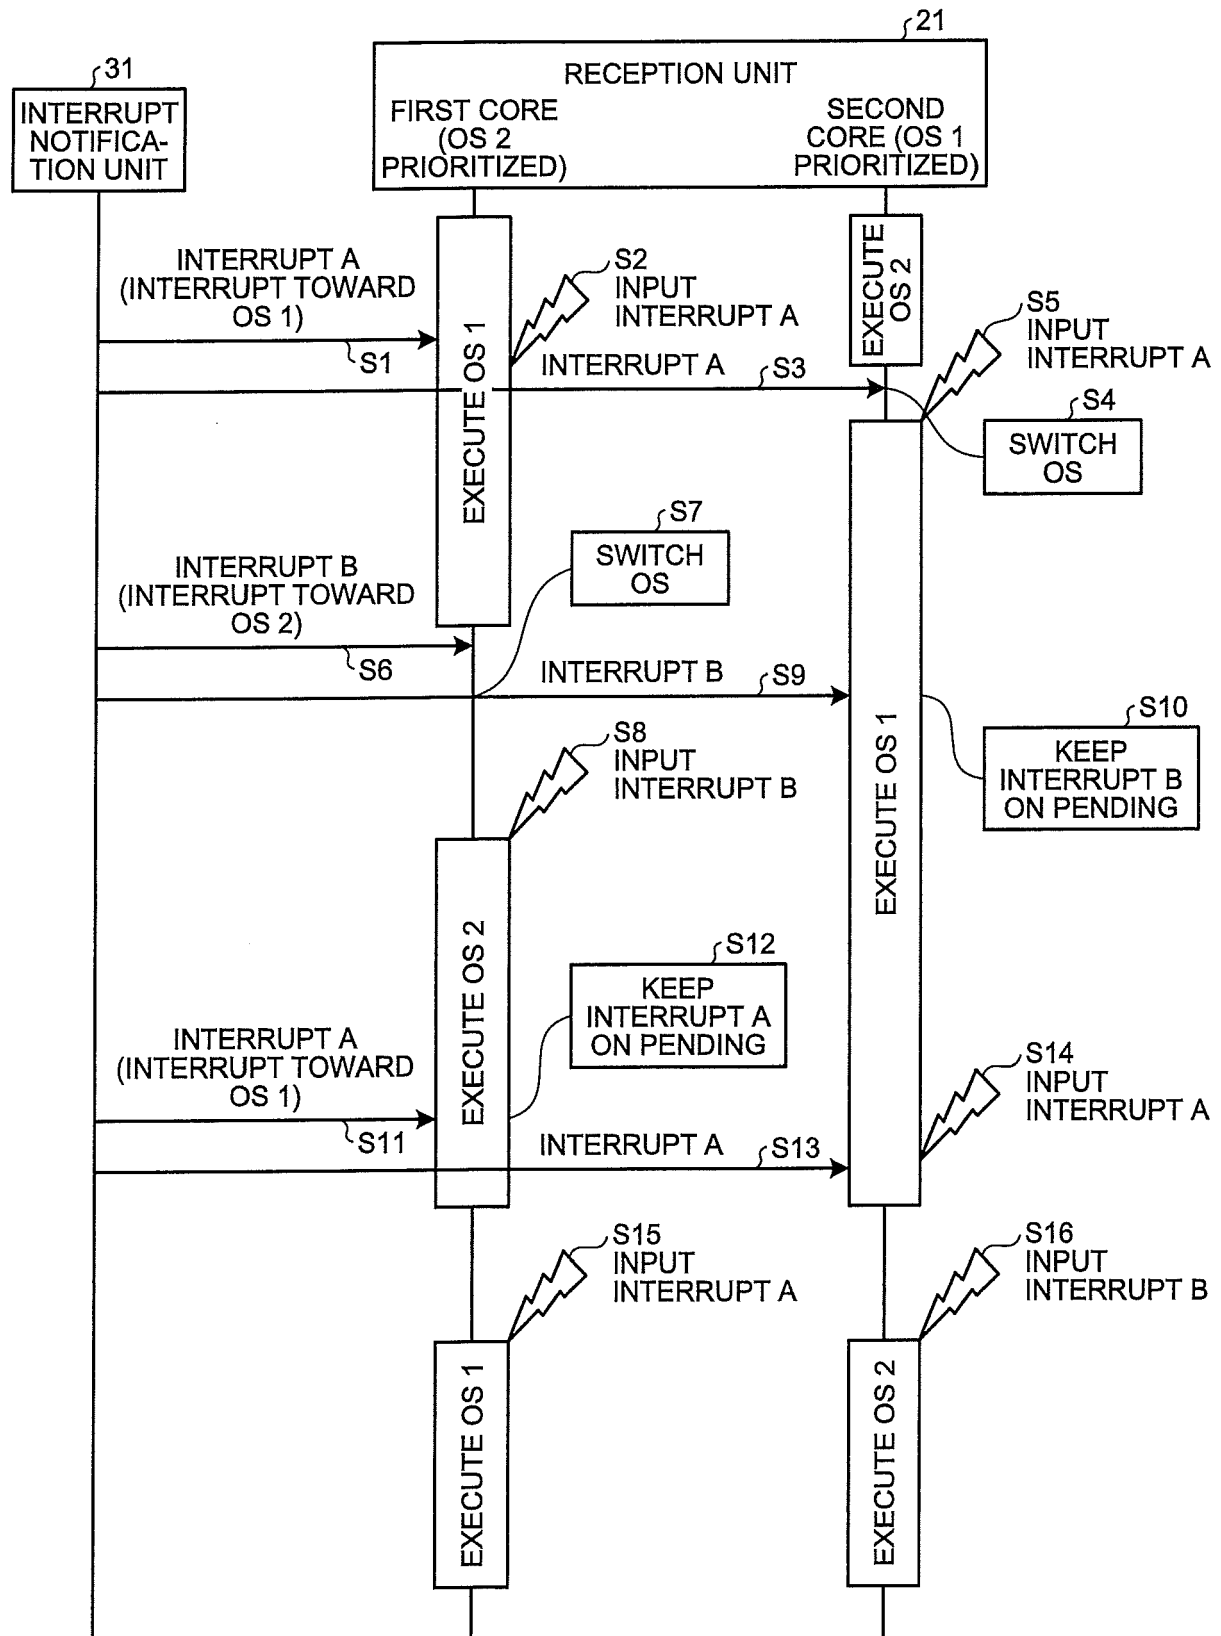 21
31
RECEPTION UNIT
INTERRUPT
NOTIFICA-
TION UNIT
FIRST CORE
(OS 2
PRIORITIZED)
SECOND
CORE (OS 1
PRIORITIZED)
INTERRUPT A
(INTERRUPT TOWARD
OS 1)
S1
EXECUTE OS 1
S2
INPUT
INTERRUPT A
EXECUTE
OS 2
S5
INPUT
INTERRUPT A
INTERRUPT A
S3
S4
SWITCH
OS
S7
SWITCH
OS
INTERRUPT B
(INTERRUPT TOWARD
OS 2)
S6
INTERRUPT B
S9
EXECUTE OS 1
S10
KEEP
INTERRUPT B
ON PENDING
S8
INPUT
INTERRUPT B
EXECUTE OS 2
S12
KEEP
INTERRUPT A
ON PENDING
INTERRUPT A
(INTERRUPT TOWARD
OS 1)
S11
S14
INPUT
INTERRUPT A
INTERRUPT A
S13
S15
INPUT
INTERRUPT A
S16
INPUT
INTERRUPT B
EXECUTE OS 1
EXECUTE OS 2